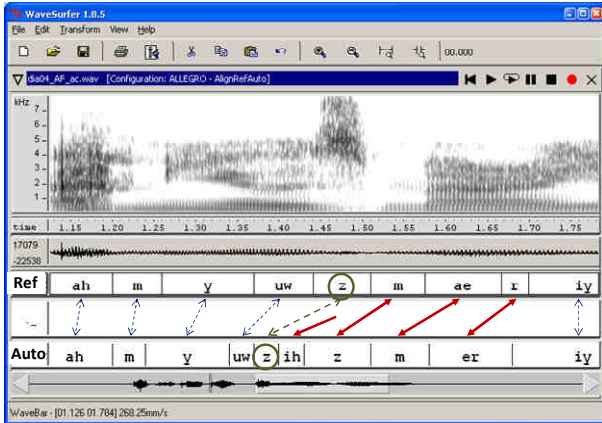 WaveSurfer 1.8.5
File Edit Transform View Help
00.000
dia04_AF_ac.wav [Configuration: ALLEGRO - AlignRefAuto]
kHz 7
6
5
4
3
2
1
time 1.15 1.20 1.25 1.30 1.35 1.40 1.45 1.50 1.55 1.60 1.65 1.70 1.75
17079
-22538
Ref ah m y uw z m ae r iy
Auto ah m y uw z ih z m er iy
WaveBar - [01.126 01.784] 268.25mm/s